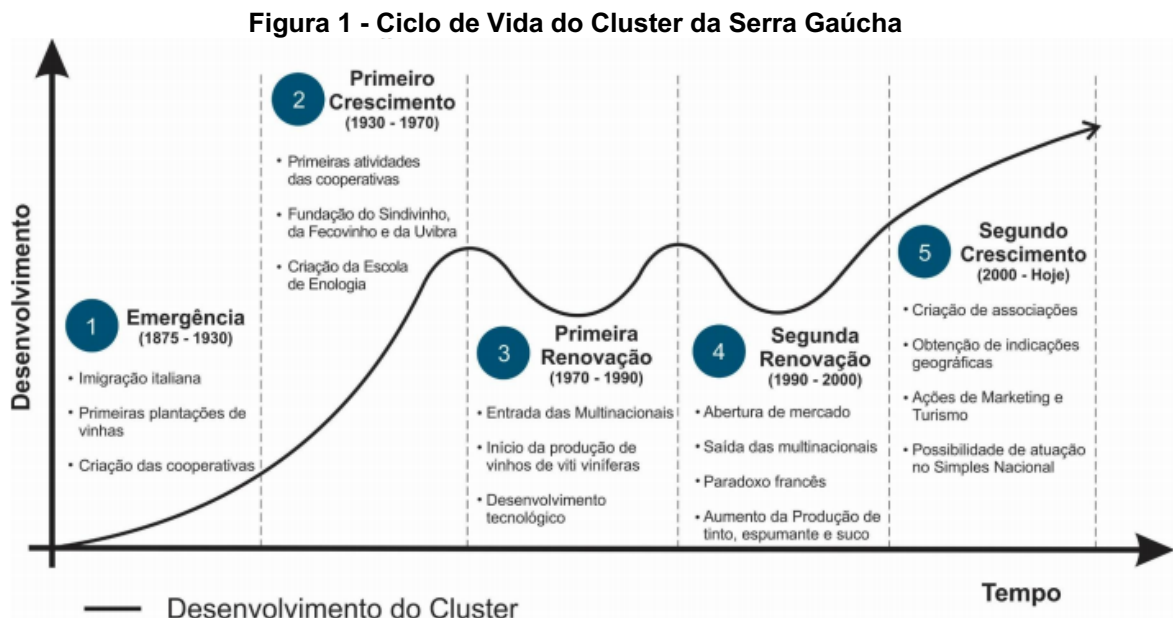 Figura 1 - Ciclo de Vida do Cluster da Serra Gaúcha
Desenvolvimento
1
Emergência
(1875 - 1930)
• Imigração italiana
• Primeiras plantações de
vinhas
• Criação das cooperativas
2
Primeiro
Crescimento
(1930 - 1970)
• Primeiras atividades
das cooperativas
• Fundação do Sindivinho,
da Fecovinho e da Uvibra
• Criação da Escola
de Enologia
3
Primeira
Renovação
(1970 - 1990)
• Entrada das Multinacionais
• Início da produção de
vinhos de viti viníferas
• Desenvolvimento
tecnológico
4
Segunda
Renovação
(1990 - 2000)
• Abertura de mercado
• Saída das multinacionais
• Paradoxo francês
• Aumento da Produção de
tinto, espumante e suco
5
Segundo
Crescimento
(2000 - Hoje)
• Criação de associações
• Obtenção de indicações
geográficas
• Ações de Marketing e
Turismo
• Possibilidade de atuação
no Simples Nacional
Tempo
Desenvolvimento do Cluster